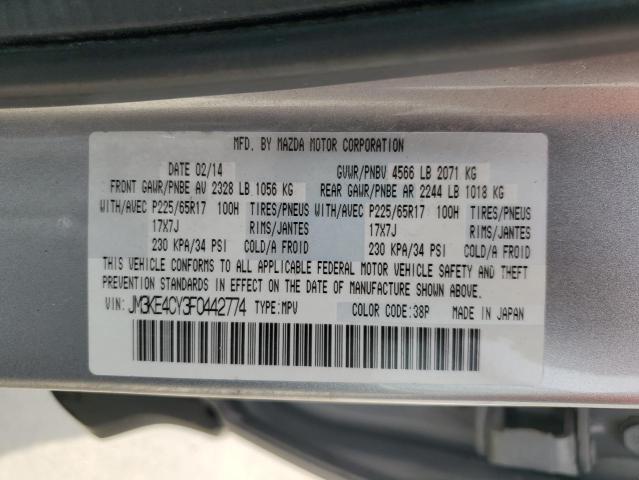 MFD. BY MAZDA MOTOR CORPORATION
DATE 02/14 GVWR/PNBV 4566 LB 2071 KG
FRONT GAWR/PNBE AV 2328 LB 1056 KG REAR GAWR/PNBE AR 2244 LB 1018 KG
WITH/AVEC P225/65R17 100H TIRES/PNEUS WITH/AVEC P225/65R17 100H TIRES/PNEUS
17X7J RIMS/JANTES 17X7J RIMS/JANTES
230 KPA/34 PSI COLD/A FROID 230 KPA/34 PSI COLD/A FROID
THIS VEHICLE CONFORMS TO ALL APPLICABLE FEDERAL MOTOR VEHICLE SAFETY AND THEFT
PREVENTION STANDARDS IN EFFECT ON THE DATE OF MANUFACTURE SHOWN ABOVE.
VIN: JM3KE4CY3F0442774 TYPE:MPV COLOR CODE:38P MADE IN JAPAN